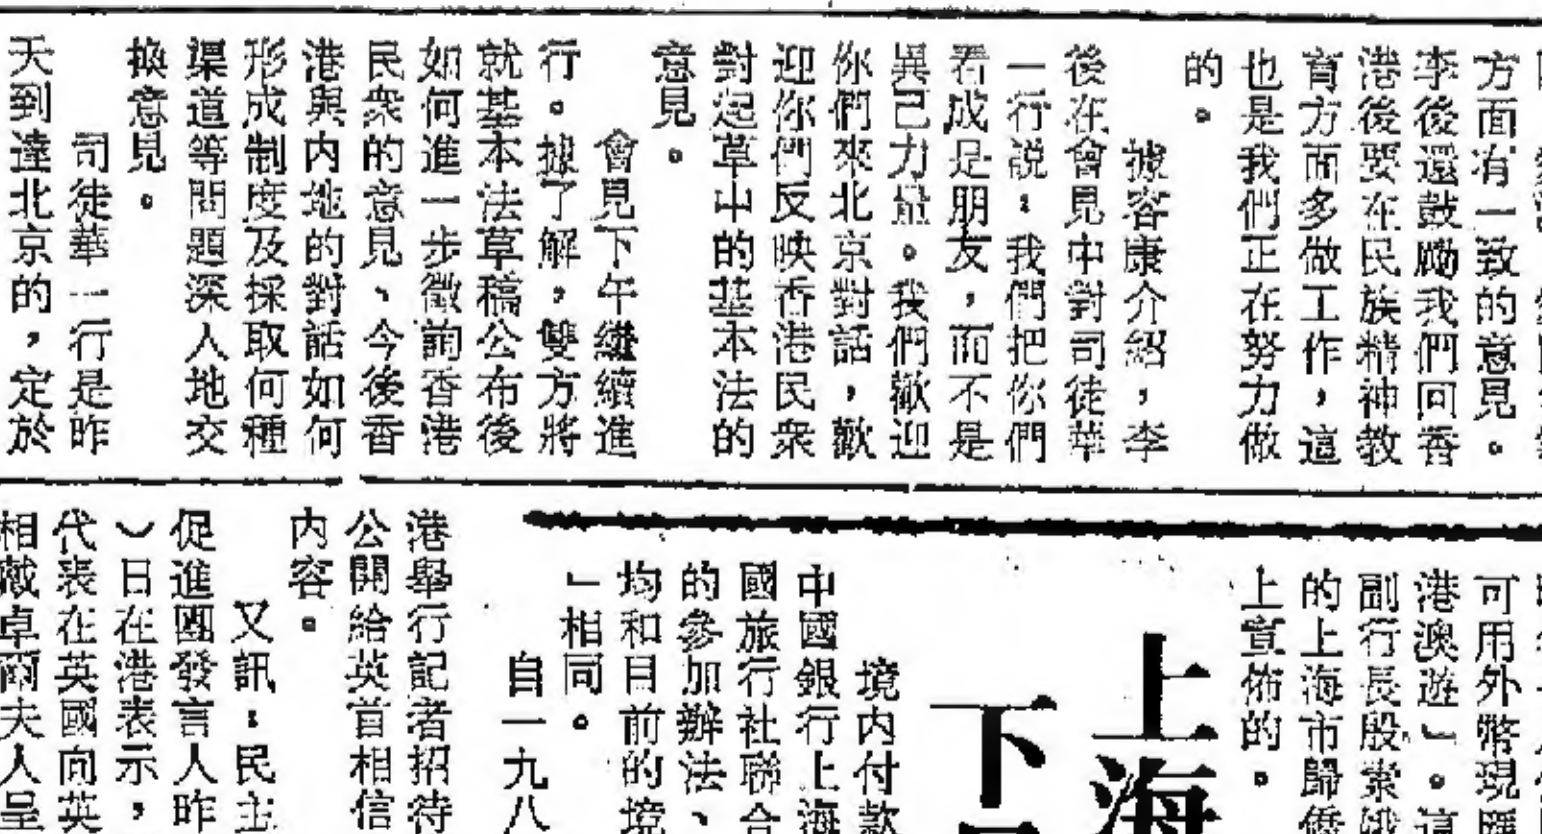 方面有一致的意見。
李後還鼓勵我們回香
港後要在民族精神教
育方面多做工作，這
也是我們正在努力做
的。
據容康介紹，李
後在會見中對司徒華
一行説：我們把你們
看成是朋友，而不是
異己力量。我們歡迎
你們來北京對話，歡
迎你們反映香港民衆
對起草中的基本法的
意見。
會見下午繼續進
行。據了解，雙方將
就基本法草稿公布後
如何進一步徵詢香港
民衆的意見、今後香
港與内地的對話如何
形成制度及採取何種
渠道等問題深入地交
換意見。
司徒華一行是昨
天到達北京的，定於
可用外幣現匯
港澳遊」。這
副行長殷素娥
的上海市歸僑
上宣佈的。
上海
下
境内付款
中國銀行上海
國旅行社聯合
的參加辦法、
均和目前的境
」相同。
自一九八
港舉行記者招待
公開給英首相信
内容。
又訊：民主
促進團發言人昨
）日在港表示，
代表在英國向英
相戴卓爾夫人呈